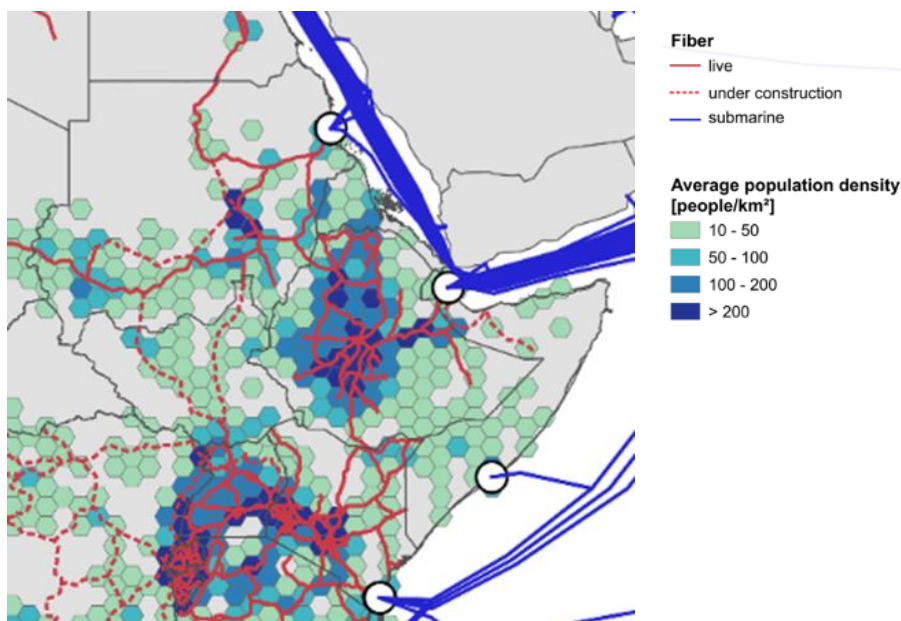 Fiber
live
under construction
submarine
Average population density
[people/km²]
10 - 50
50 - 100
100 - 200
> 200